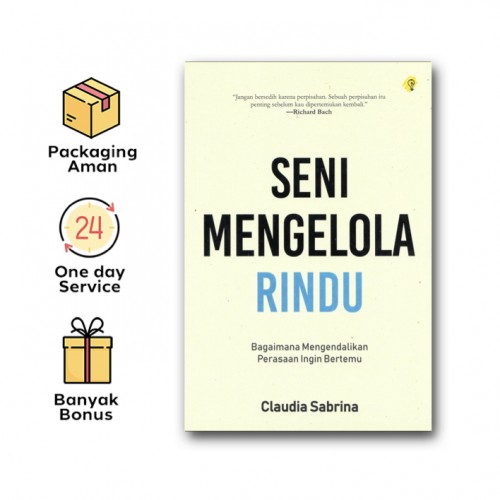 Packaging
Aman
24
One day
Service
Banyak
Bonus
"Jangan bersedih karena perpisahan. Sebuah perpisahan itu
penting sebelum kau dipertemukan kembali."
—Richard Bach
SENI
MENGELOLA
RINDU
Bagaimana Mengendalikan
Perasaan Ingin Bertemu
Claudia Sabrina